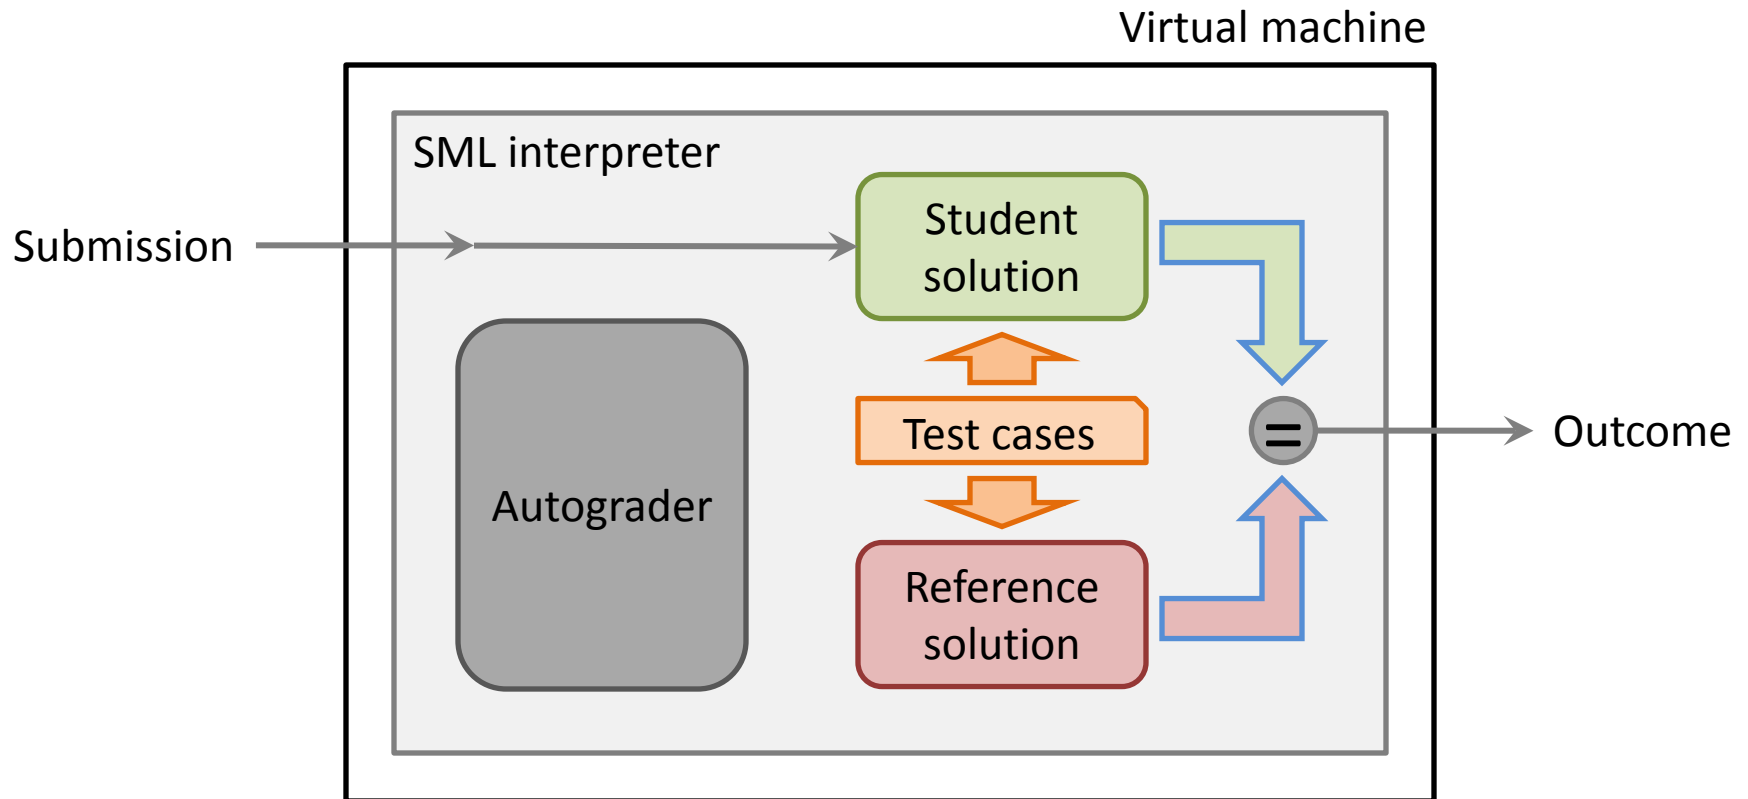 Virtual machine
SML interpreter
Submission
Student
solution
Test cases
=
Outcome
Autograder
Reference
solution